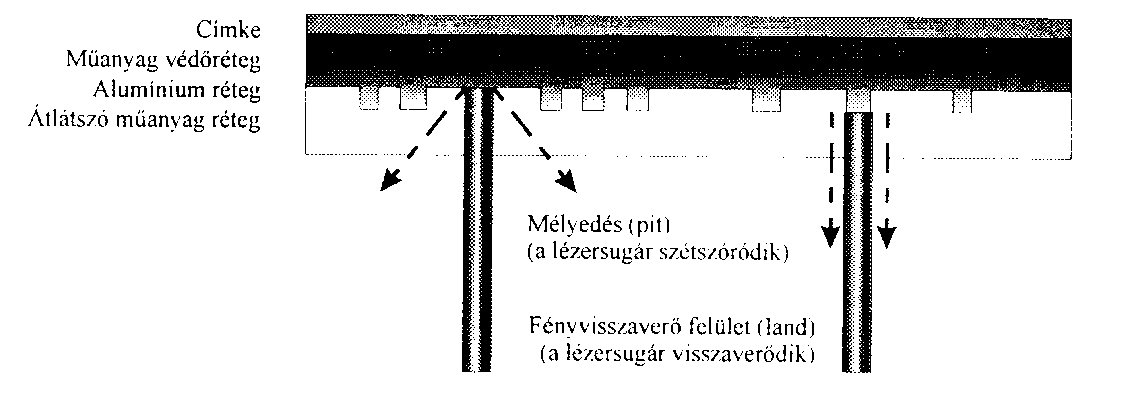 Címke
Műanyag védőréteg
Alumínium réteg
Átlátszó műanyag réteg
Mélyedés (pit)
(a lézersugár szétszóródik)
Fényvisszaverő felület (land)
(a lézersugár visszaverődik)